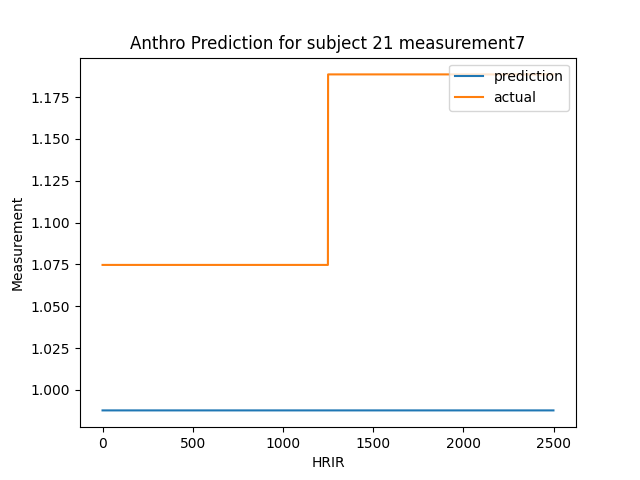 Anthro Prediction for subject 21 measurement7
prediction
actual
Measurement
1.175
1.150
1.125
1.100
1.075
1.050
1.025
1.000
0
500
1000
1500
2000
2500
HRIR